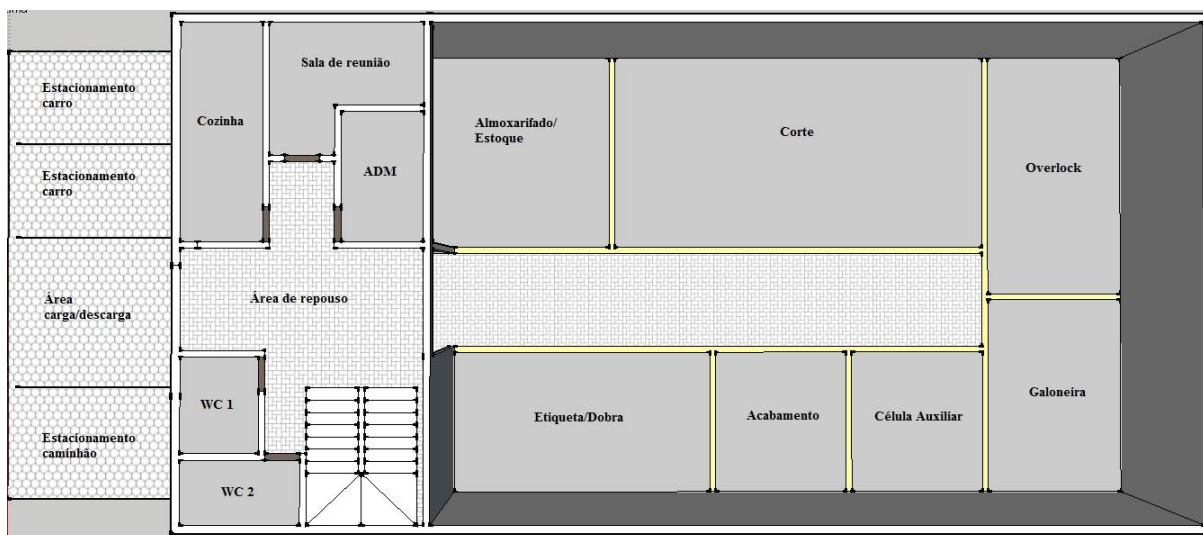 Estacionamento
carro
Estacionamento
carro
Área
carga/descarga
Estacionamento
caminhão
Cozinha
Sala de reunião
ADM
Área de repouso
WC 1
WC 2
Almoxarifado/
Estoque
Corte
Overlock
Etiqueta/Dobra
Acabamento
Célula Auxiliar
Galoneira